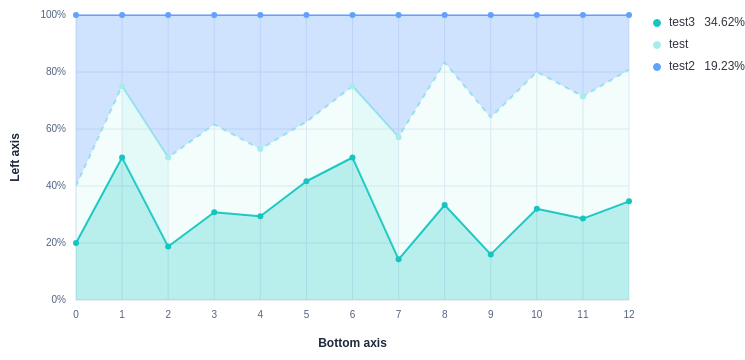 100%
80%
60%
40%
20%
0%
Left axis
0 1 2 3 4 5 6 7 8 9 10 11 12
Bottom axis
test3 34.62%
test
test2 19.23%